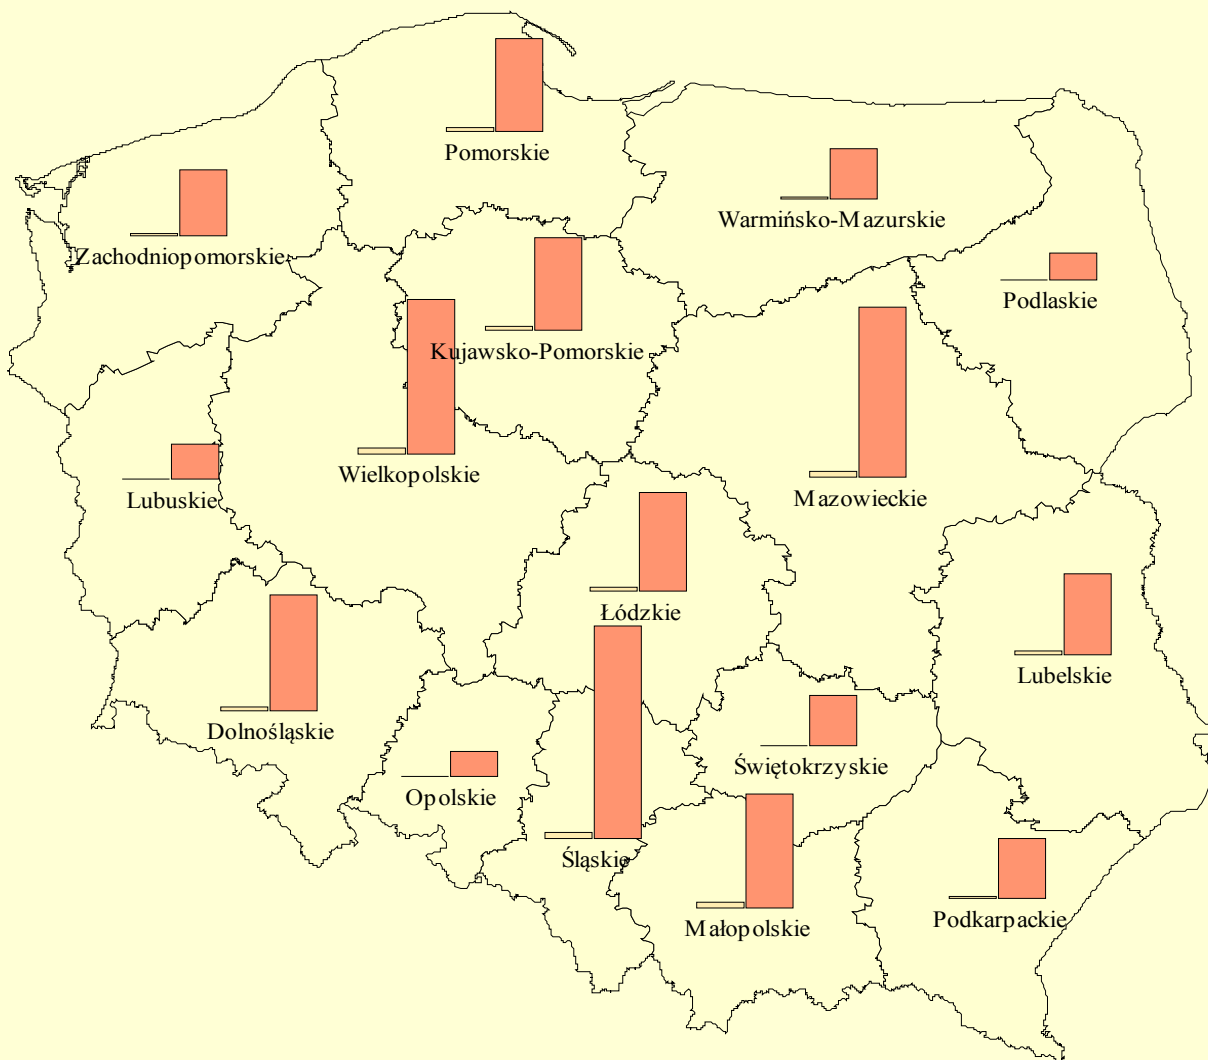 Pomorskie
Warmińsko-Mazurskie
Zachodniopomorskie
Podlaskie
Kujawsko-Pomorskie
Wielkopolskie
Mazowieckie
Lubuskie
Łódzkie
Lubelskie
Dolnośląskie
Świętokrzyskie
Opolskie
Śląskie
Małopolskie
Podkarpackie